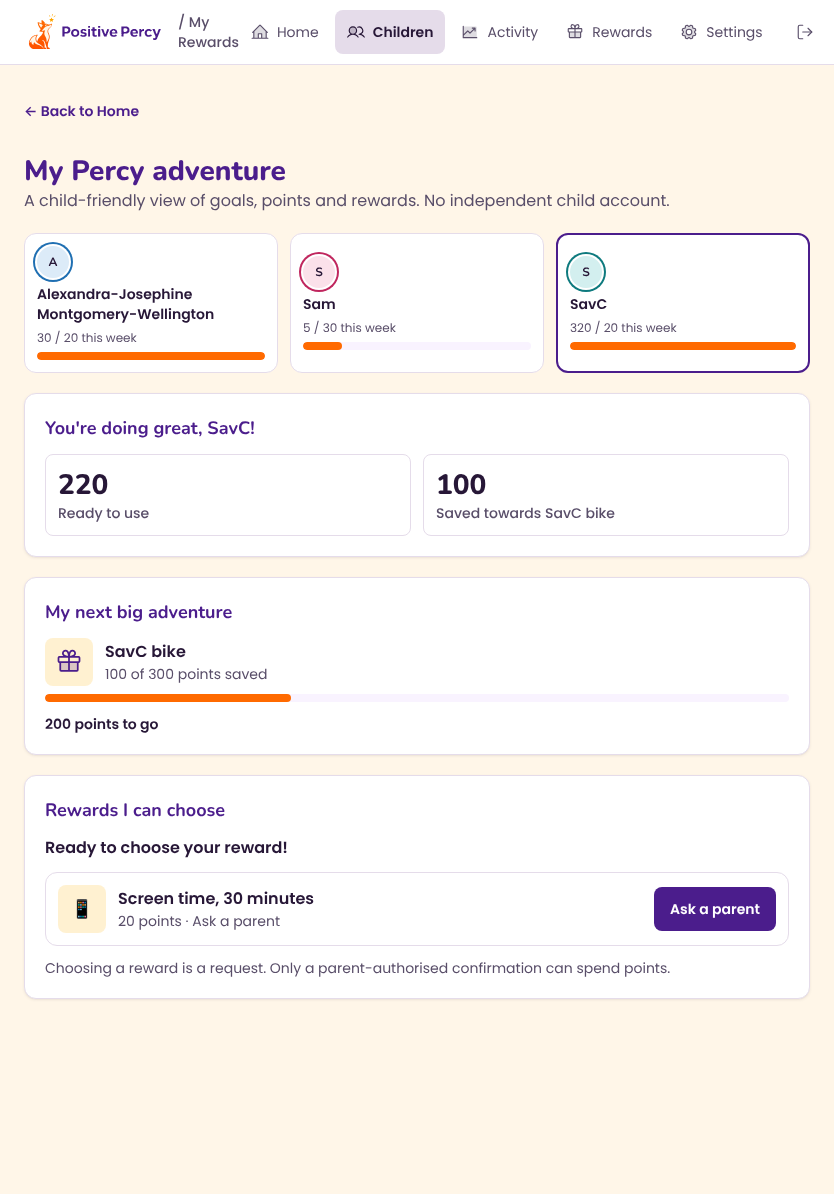 Positive Percy
/ My
Rewards
Home
Children
Activity
Rewards
Settings
← Back to Home
My Percy adventure
A child-friendly view of goals, points and rewards. No independent child account.
A
Alexandra-Josephine
Montgomery-Wellington
30 / 20 this week
S
Sam
5 / 30 this week
S
SavC
320 / 20 this week
You're doing great, SavC!
220
Ready to use
100
Saved towards SavC bike
My next big adventure
SavC bike
100 of 300 points saved
200 points to go
Rewards I can choose
Ready to choose your reward!
Screen time, 30 minutes
20 points · Ask a parent
Ask a parent
Choosing a reward is a request. Only a parent-authorised confirmation can spend points.